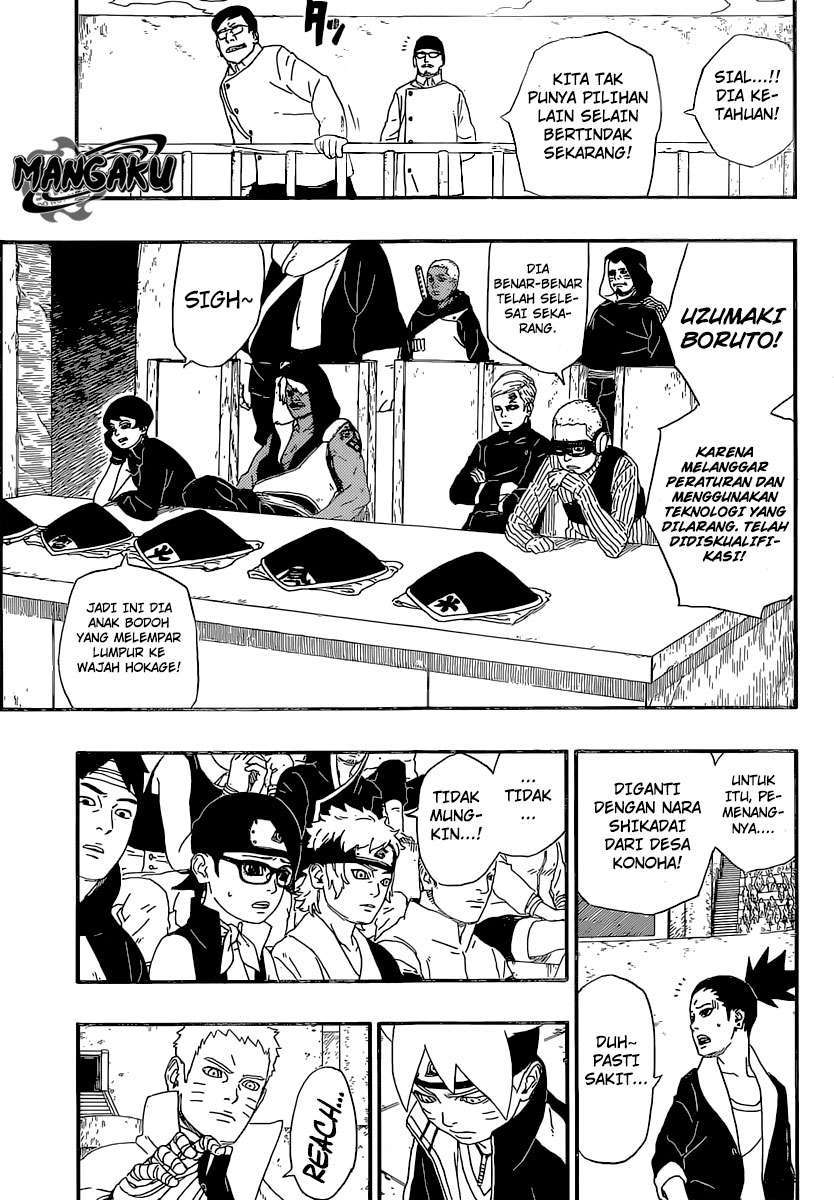 SIAL...!!
DIA KE-
TAHUAN!
KITA TAK
PUNYA PILIHAN
LAIN SELAIN
BERTINDAK
SEKARANG!
MANGAKU
UZUMAKI
BORUTO!
DIA
BENAR-BENAR
TELAH SELE-
SAI SEKA-
RANG.
SIGH~
KARENA
MELANGGAR
PERATURAN DAN
MENGGUNAKAN
TEKNOLOGI YANG
DILARANG. TELAH
DIDISKUALIFI-
KASI!
JADI INI DIA
ANAK BODOH
YANG MELEMPAR
LUMPUR KE
WAJAH HOKAGE!
UNTUK
ITU, PE-
MENANG-
NYA....
DIGANTI
DENGAN NARA
SHIKADAI
DARI DESA
KONOHA!
...
TIDAK
...
TIDAK
MUNG-
KIN...!
DUH~
PASTI
SAKIT...
REACH...